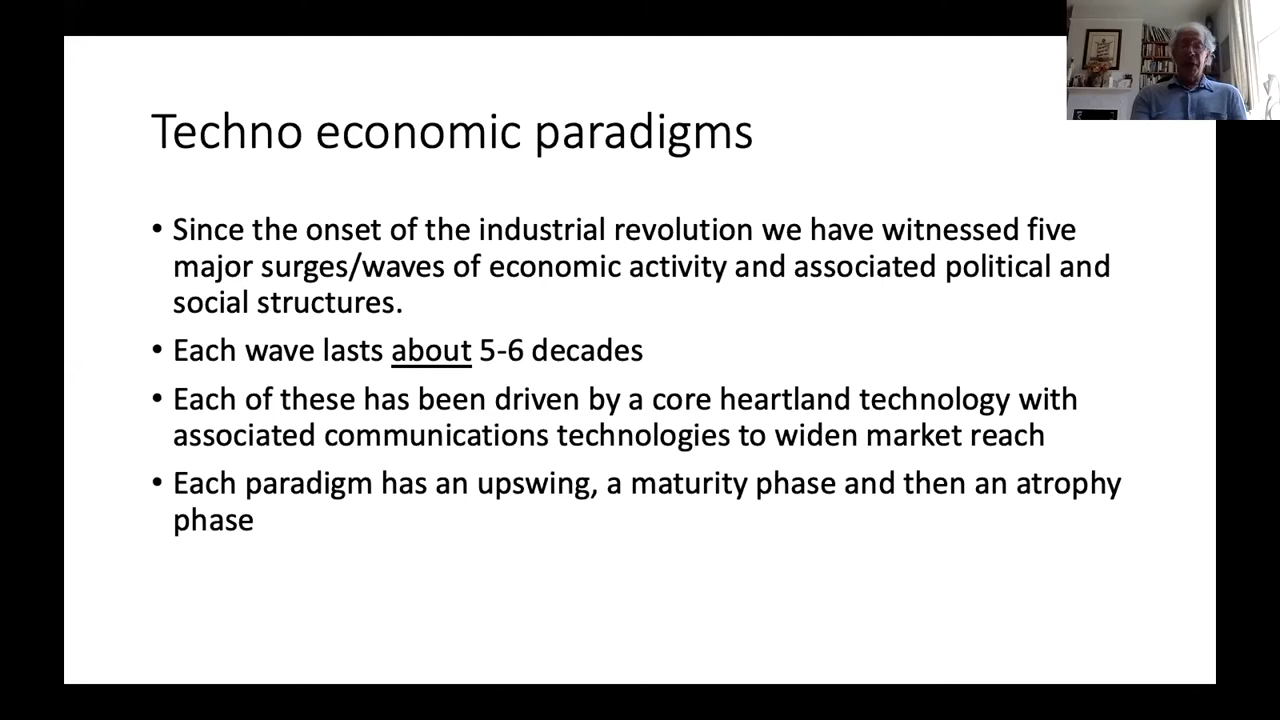 Techno economic paradigms
• Since the onset of the industrial revolution we have witnessed five
major surges/waves of economic activity and associated political and
social structures.
• Each wave lasts about 5-6 decades
• Each of these has been driven by a core heartland technology with
associated communications technologies to widen market reach
• Each paradigm has an upswing, a maturity phase and then an atrophy
phase